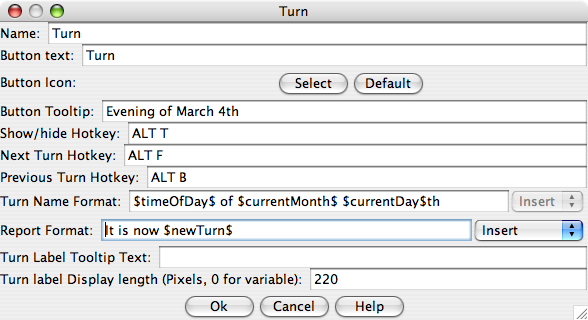 Turn
Name: Turn
Button text: Turn
Button Icon: Select Default
Button Tooltip: Evening of March 4th
Show/hide Hotkey: ALT T
Next Turn Hotkey: ALT F
Previous Turn Hotkey: ALT B
Turn Name Format: $timeOfDay$ of $currentMonth$ $currentDay$th Insert
Report Format: It is now $newTurn$ Insert
Turn Label Tooltip Text:
Turn label Display length (Pixels, 0 for variable): 220
Ok Cancel Help